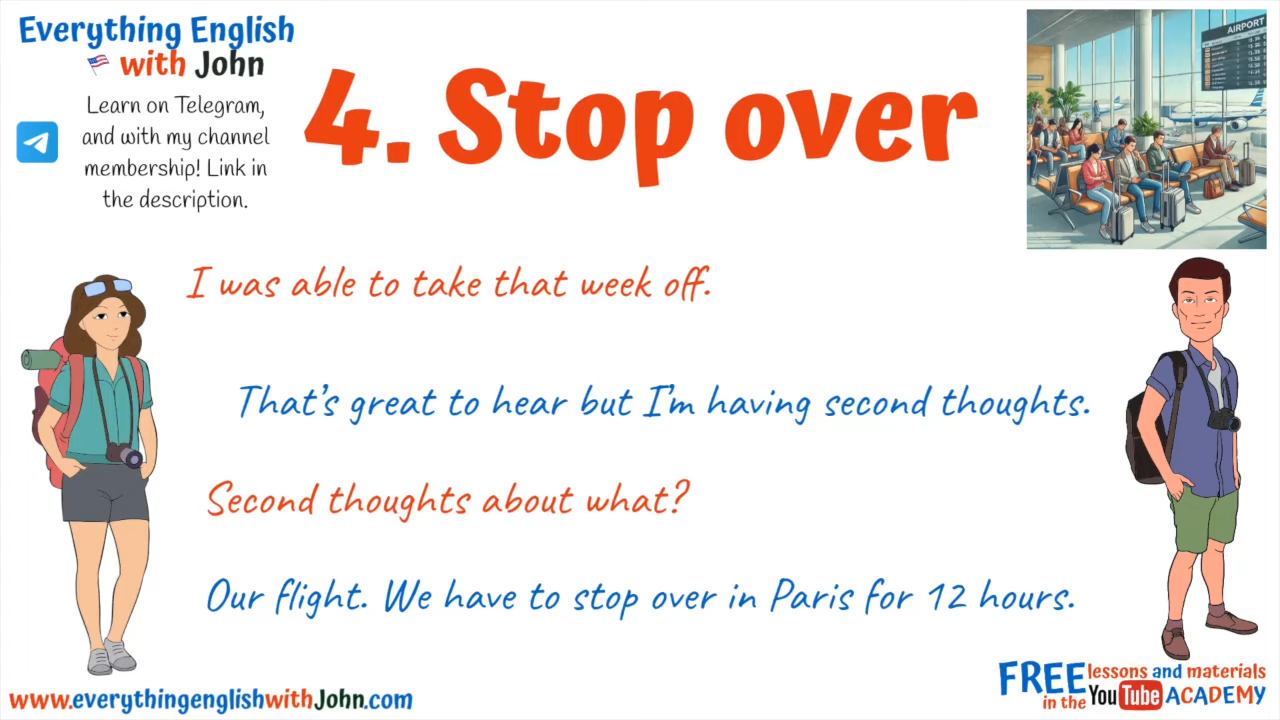 Everything English
with John
Learn on Telegram,
and with my channel
membership! Link in
the description.
4. Stop over
AIRPORT
I was able to take that week off.
That's great to hear but I'm having second thoughts.
Second thoughts about what?
Our flight. We have to stop over in Paris for 12 hours.
www.everythingenglishwithJohn.com
FREE lessons and materials
in the YouTube ACADEMY